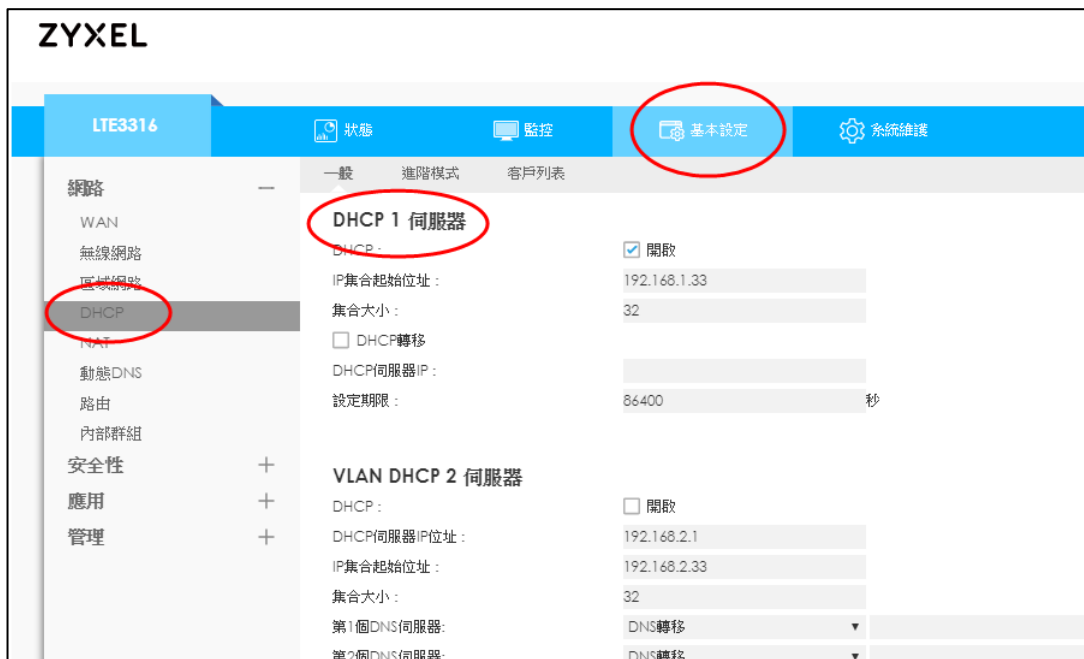 ZYXEL
LTE3316
狀態
監控
基本設定
系統維護
網路
WAN
無線網路
區域網路
DHCP
NAT
動態DNS
路由
內部群組
安全性
應用
管理
一般 進階模式 客戶列表
DHCP 1 伺服器
DHCP : 開啟
IP集合起始位址 : 192.168.1.33
集合大小 : 32
DHCP轉移
DHCP伺服器IP :
設定期限 : 86400 秒
VLAN DHCP 2 伺服器
DHCP : 開啟
DHCP伺服器IP位址 : 192.168.2.1
IP集合起始位址 : 192.168.2.33
集合大小 : 32
第1個DNS伺服器: DNS轉移
第2個DNS伺服器: DNS轉移